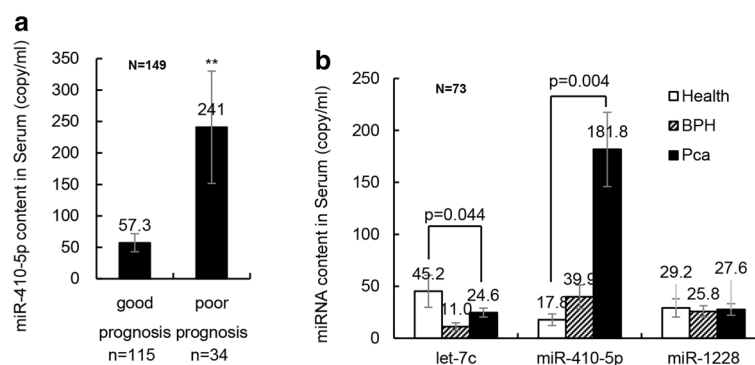 a
miR-410-5p content in Serum (copy/ml)
350
300
250
200
150
100
50
0
N=149
**
57.3
241
good prognosis n=115
poor prognosis n=34
b
miRNA content in Serum (copy/ml)
250
200
150
100
50
0
N=73
p=0.004
p=0.044
Health
BPH
Pca
45.2
11.0
24.6
17.8
39.9
181.8
29.2
25.8
27.6
let-7c
miR-410-5p
miR-1228